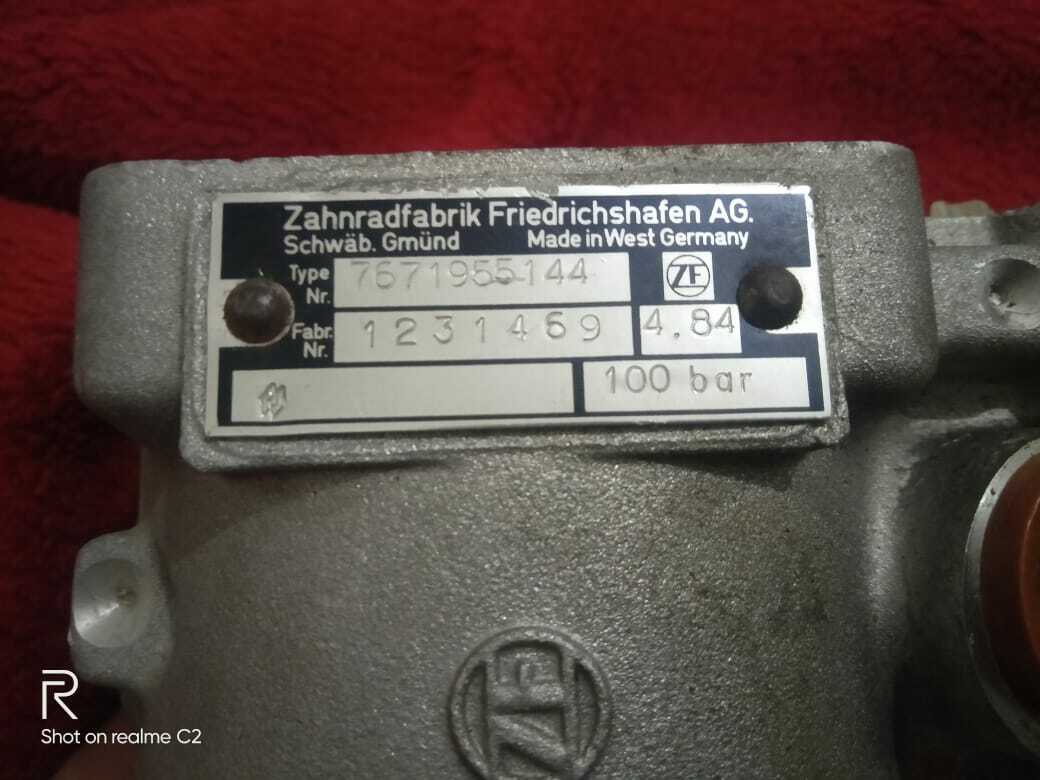 Zahnradfabrik Friedrichshafen AG.
Schwäb. Gmünd Made in West Germany
Type Nr. 7671955144 ZF
Fabr. Nr. 1231469 4.84
100 bar
ZF
R
Shot on realme C2